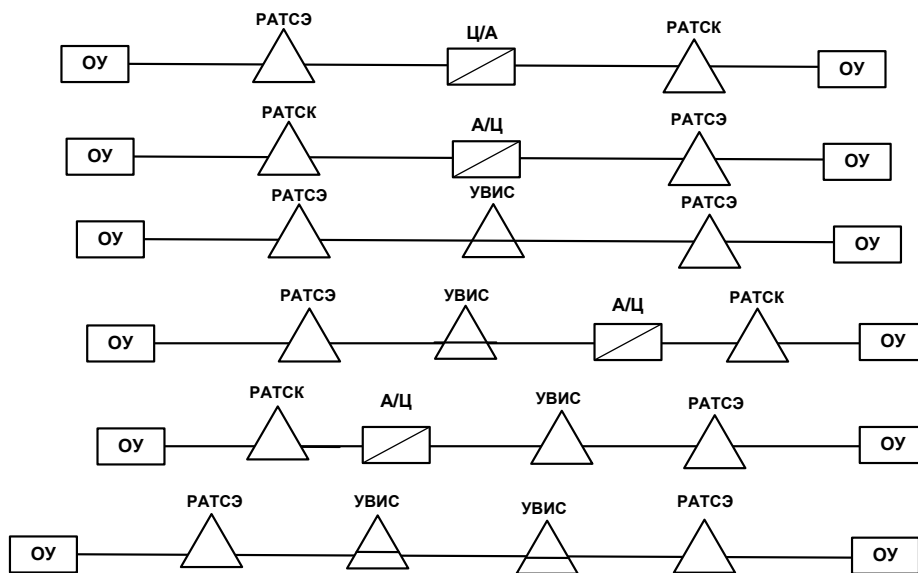 РАТСЭ Ц/А РАТСК
ОУ ОУ
РАТСК А/Ц РАТСЭ
ОУ ОУ
РАТСЭ УВИС РАТСЭ
ОУ ОУ
РАТСЭ УВИС А/Ц РАТСК
ОУ ОУ
РАТСК А/Ц УВИС РАТСЭ
ОУ ОУ
РАТСЭ УВИС УВИС РАТСЭ
ОУ ОУ